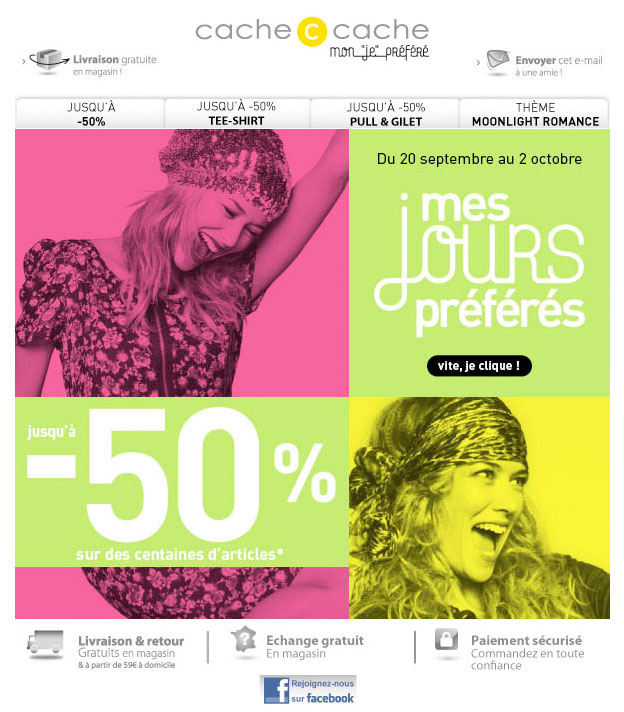 cache c cache
mon "je" préféré
Livraison gratuite
en magasin !
Envoyer cet e-mail
à une amie !
JUSQU'À
-50%
JUSQU'À -50%
TEE-SHIRT
JUSQU'À -50%
PULL & GILET
THÈME
MOONLIGHT ROMANCE
Du 20 septembre au 2 octobre
mes
jours
préférés
vite, je clique !
jusqu'à
-50%
sur des centaines d'articles*
Livraison & retour
Gratuits en magasin
& à partir de 59€ à domicile
Echange gratuit
En magasin
Paiement sécurisé
Commandez en toute
confiance
f Rejoignez-nous
sur facebook